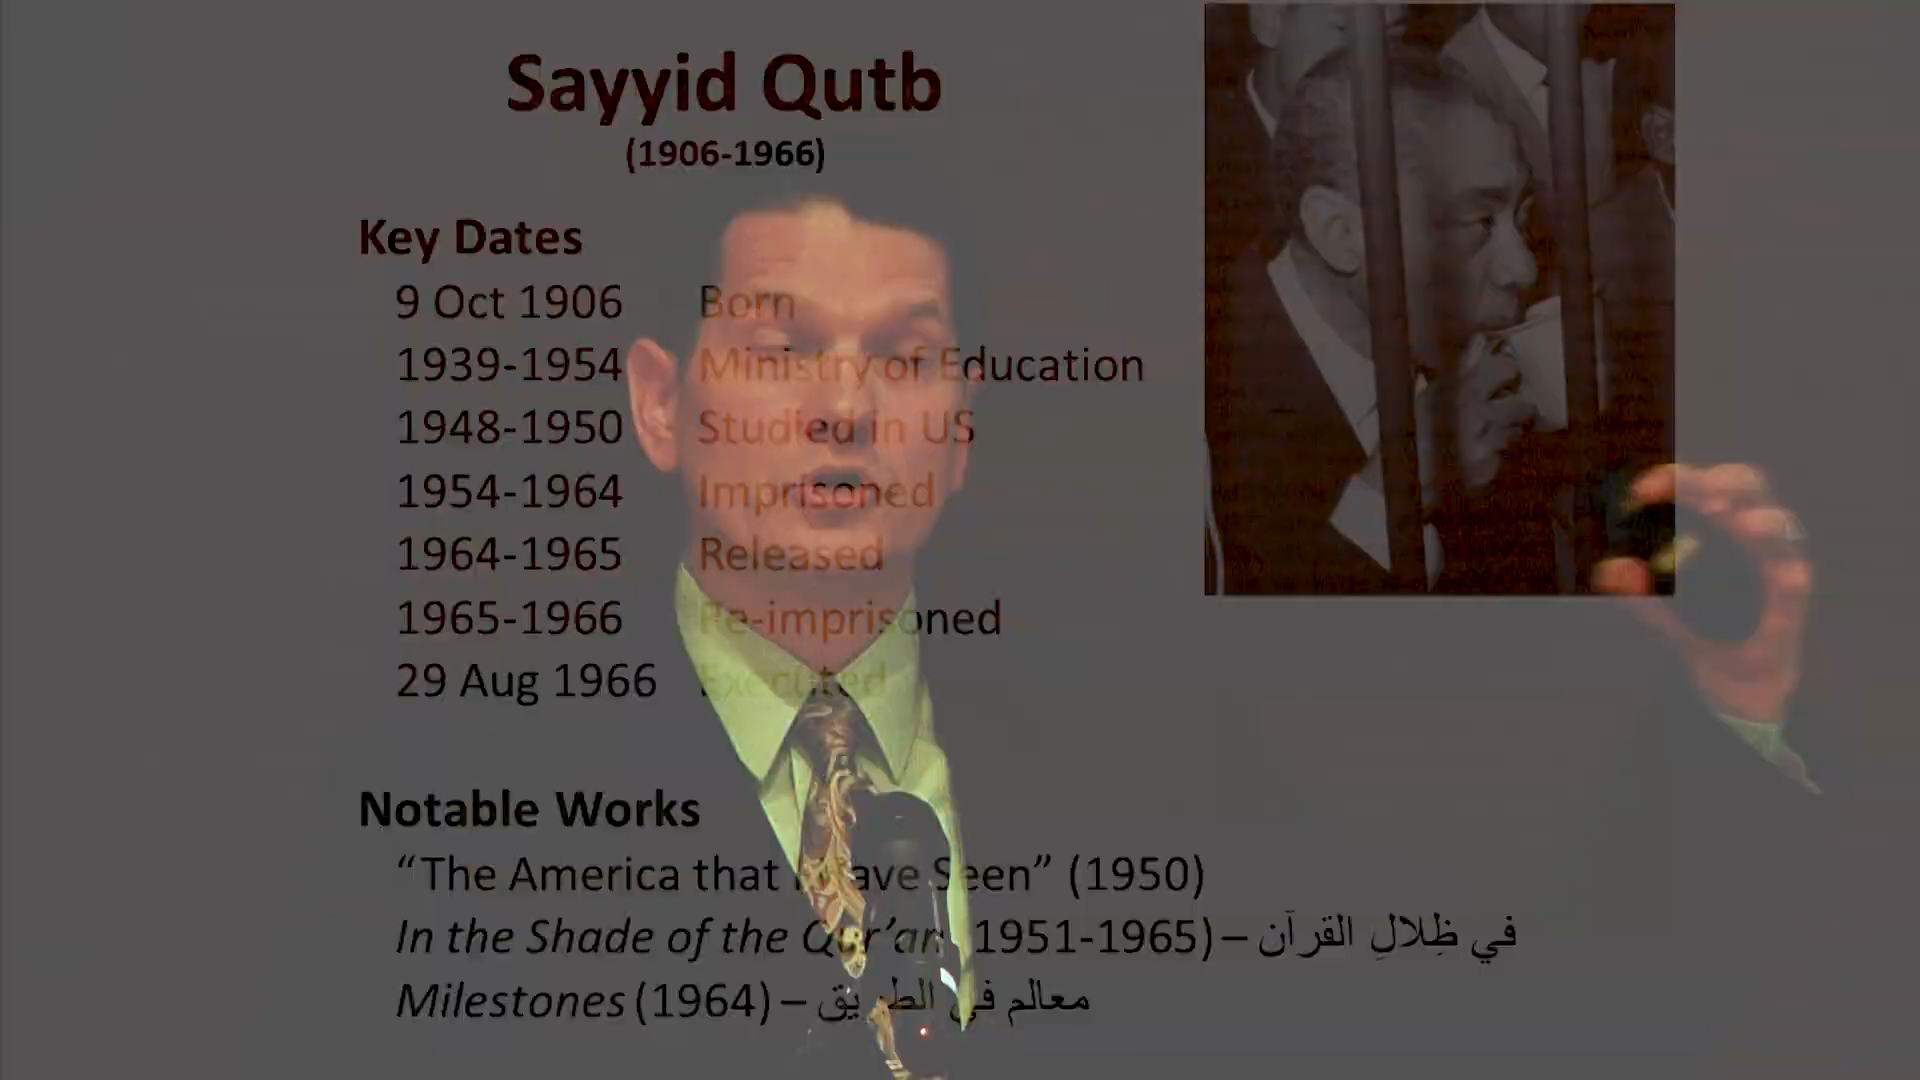 Sayyid Qutb
(1906-1966)
Key Dates
9 Oct 1906 Born
1939-1954 Ministry of Education
1948-1950 Studied in US
1954-1964 Imprisoned
1964-1965 Released
1965-1966 Re-imprisoned
29 Aug 1966 Executed
Notable Works
“The America that I Have Seen” (1950)
In the Shade of the Qur’an (1951-1965) – في ظِلالِ القرآن
Milestones (1964) – معالم في الطريق